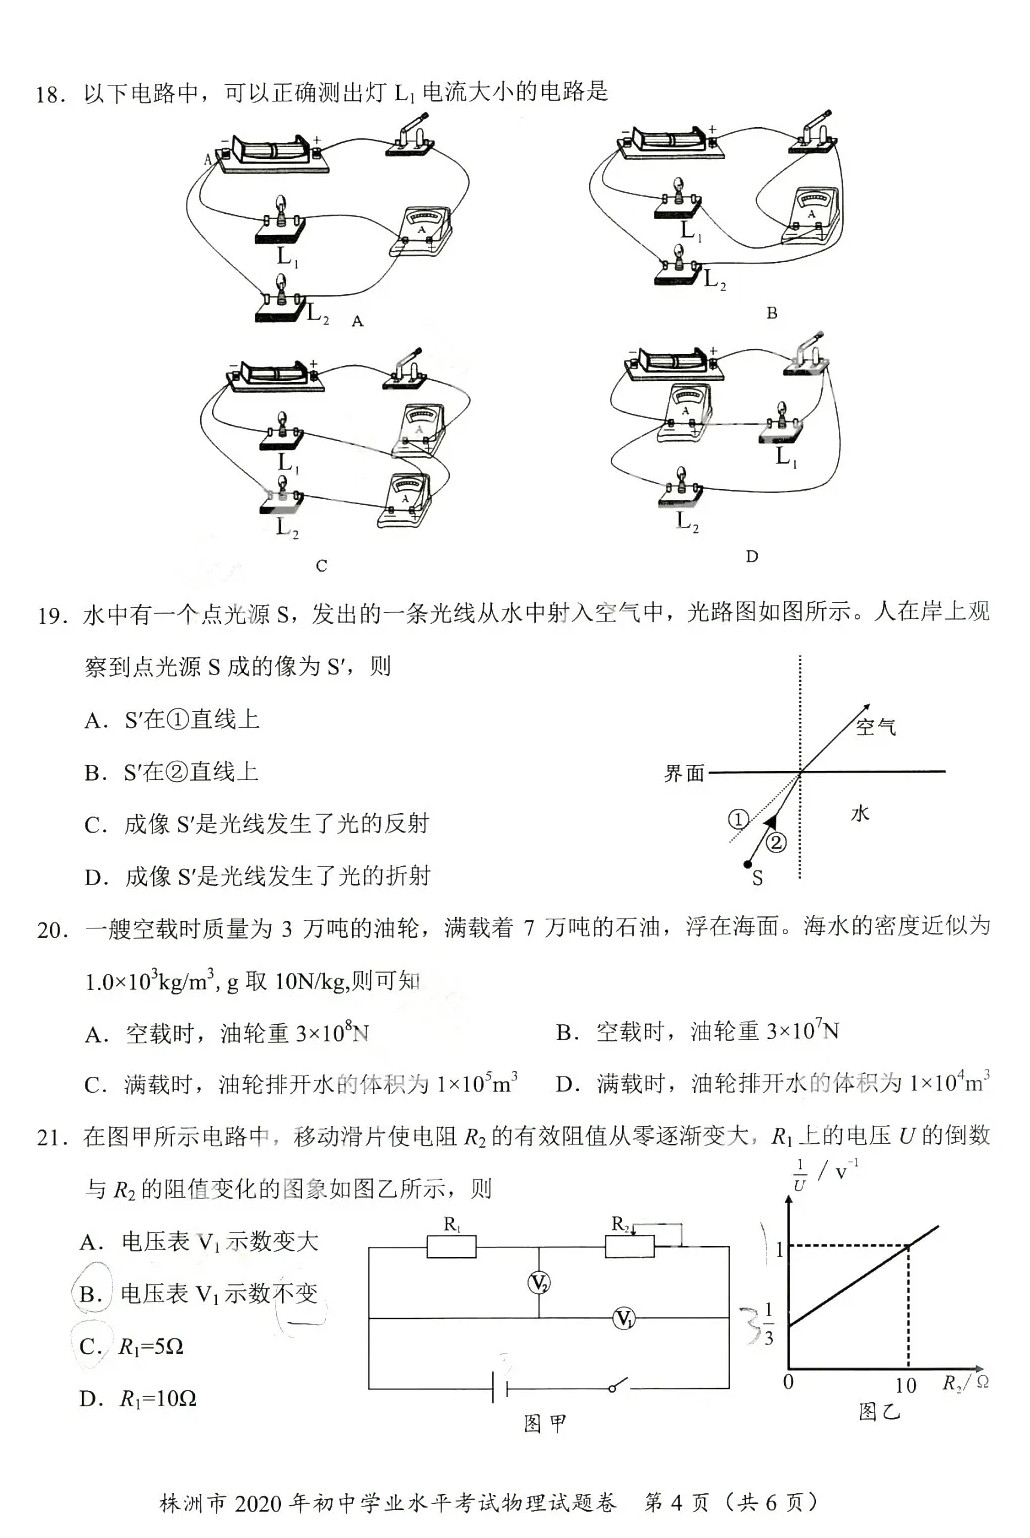 18．以下电路中，可以正确测出灯 L₁ 电流大小的电路是
－ ＋
A
A
L₁
L₂ A
－ ＋
A
L₁
L₂
B
－ ＋
A
L₁
A
L₂
C
－ ＋
A
L₁
L₂
D
19．水中有一个点光源 S，发出的一条光线从水中射入空气中，光路图如图所示。人在岸上观
察到点光源 S 成的像为 S′，则
A．S′在①直线上
B．S′在②直线上
C．成像 S′是光线发生了光的反射
D．成像 S′是光线发生了光的折射
空气
界面
水
①
②
S
20．一艘空载时质量为 3 万吨的油轮，满载着 7 万吨的石油，浮在海面。海水的密度近似为
1.0×10³kg/m³, g 取 10N/kg,则可知
A．空载时，油轮重 3×10⁸N B．空载时，油轮重 3×10⁷N
C．满载时，油轮排开水的体积为 1×10⁵m³ D．满载时，油轮排开水的体积为 1×10⁴m³
21．在图甲所示电路中，移动滑片使电阻 R₂ 的有效阻值从零逐渐变大，R₁ 上的电压 U 的倒数
与 R₂ 的阻值变化的图象如图乙所示，则
A．电压表 V₁ 示数变大
B．电压表 V₁ 示数不变
C．R₁=5Ω
D．R₁=10Ω
R₁ R₂
V₂
V₁
图甲
1/U / v⁻¹
1
3
1/3
0 10 R₂/ Ω
图乙
株洲市 2020 年初中学业水平考试物理试题卷 第 4 页（共 6 页）